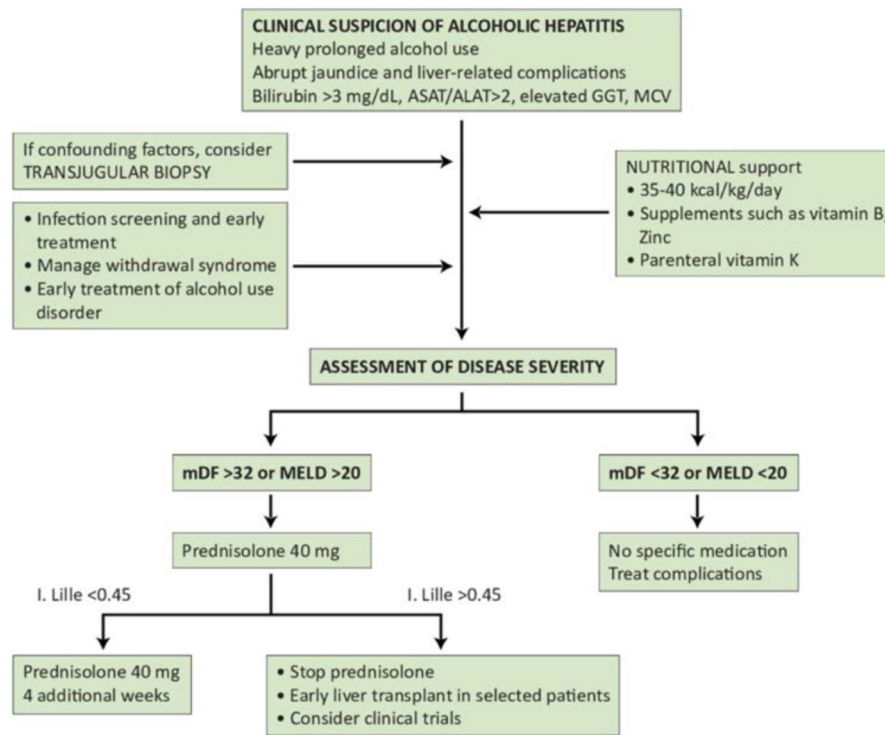 CLINICAL SUSPICION OF ALCOHOLIC HEPATITIS
Heavy prolonged alcohol use
Abrupt jaundice and liver-related complications
Bilirubin >3 mg/dL, ASAT/ALAT>2, elevated GGT, MCV
If confounding factors, consider
TRANSJUGULAR BIOPSY
• Infection screening and early
treatment
• Manage withdrawal syndrome
• Early treatment of alcohol use
disorder
NUTRITIONAL support
• 35-40 kcal/kg/day
• Supplements such as vitamin B,
Zinc
• Parenteral vitamin K
ASSESSMENT OF DISEASE SEVERITY
mDF >32 or MELD >20
mDF <32 or MELD <20
Prednisolone 40 mg
No specific medication
Treat complications
I. Lille <0.45
I. Lille >0.45
Prednisolone 40 mg
4 additional weeks
• Stop prednisolone
• Early liver transplant in selected patients
• Consider clinical trials